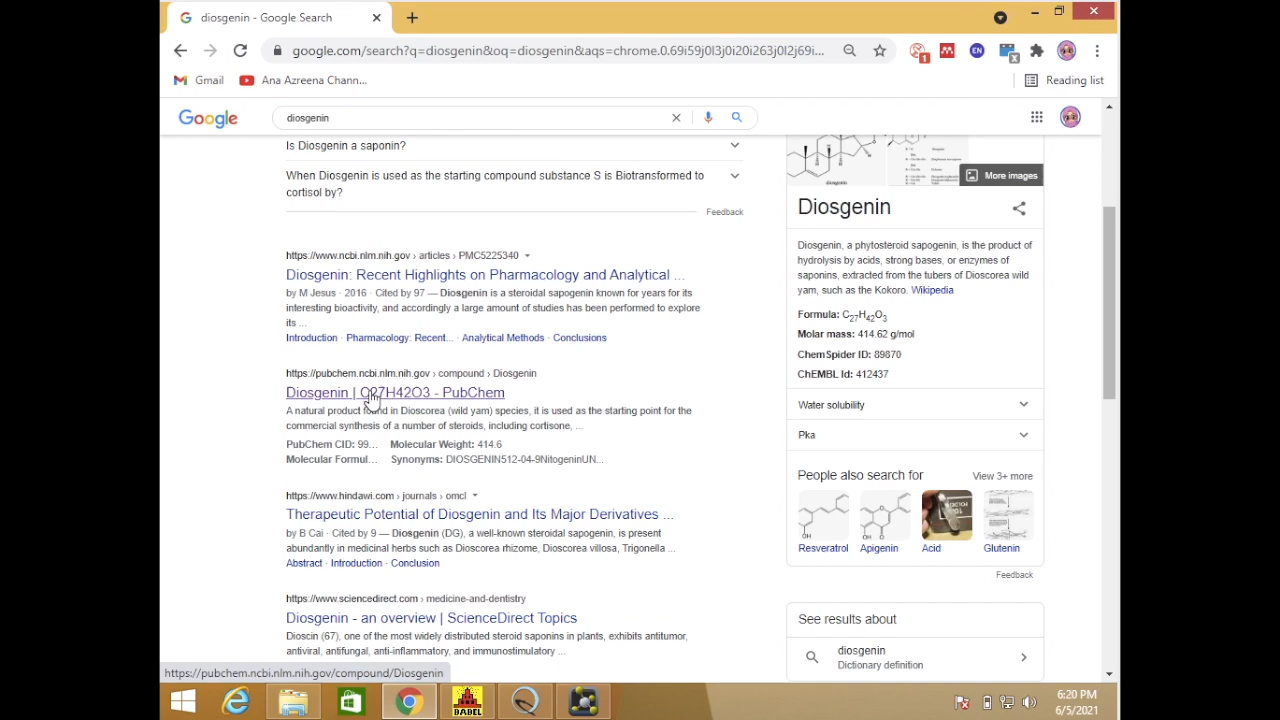 diosgenin - Google Search
google.com/search?q=diosgenin&oq=diosgenin&aqs=chrome.0.69i59j0l3j0i20i263j0l2j69i...
1
EN
x
Gmail
Ana Azreena Chann...
Reading list
Google
diosgenin
Is Diosgenin a saponin?
When Diosgenin is used as the starting compound substance S is Biotransformed to
cortisol by?
Feedback
https://www.ncbi.nlm.nih.gov › articles › PMC5225340
Diosgenin: Recent Highlights on Pharmacology and Analytical ...
by M Jesus · 2016 · Cited by 97 — Diosgenin is a steroidal sapogenin known for years for its
interesting bioactivity, and accordingly a large amount of studies has been performed to explore
its ...
Introduction · Pharmacology: Recent... · Analytical Methods · Conclusions
https://pubchem.ncbi.nlm.nih.gov › compound › Diosgenin
Diosgenin | C27H42O3 - PubChem
A natural product found in Dioscorea (wild yam) species, it is used as the starting point for the
commercial synthesis of a number of steroids, including cortisone, ...
PubChem CID: 99... Molecular Weight: 414.6
Molecular Formul... Synonyms: DIOSGENIN512-04-9NitogeninUN...
https://www.hindawi.com › journals › omcl
Therapeutic Potential of Diosgenin and Its Major Derivatives ...
by B Cai · Cited by 9 — Diosgenin (DG), a well-known steroidal sapogenin, is present
abundantly in medicinal herbs such as Dioscorea rhizome, Dioscorea villosa, Trigonella ...
Abstract · Introduction · Conclusion
https://www.sciencedirect.com › medicine-and-dentistry
Diosgenin - an overview | ScienceDirect Topics
Dioscin (67), one of the most widely distributed steroid saponins in plants, exhibits antitumor,
antiviral, antifungal, anti-inflammatory, and immunostimulatory ...
https://pubchem.ncbi.nlm.nih.gov/compound/Diosgenin
More images
Diosgenin
Diosgenin, a phytosteroid sapogenin, is the product of
hydrolysis by acids, strong bases, or enzymes of
saponins, extracted from the tubers of Dioscorea wild
yam, such as the Kokoro. Wikipedia
Formula: C27H42O3
Molar mass: 414.62 g/mol
ChemSpider ID: 89870
ChEMBL Id: 412437
Water solubility
Pka
People also search for
View 3+ more
Resveratrol
Apigenin
Acid
Glutenin
Feedback
See results about
diosgenin
Dictionary definition
BABEL
6:20 PM
6/5/2021